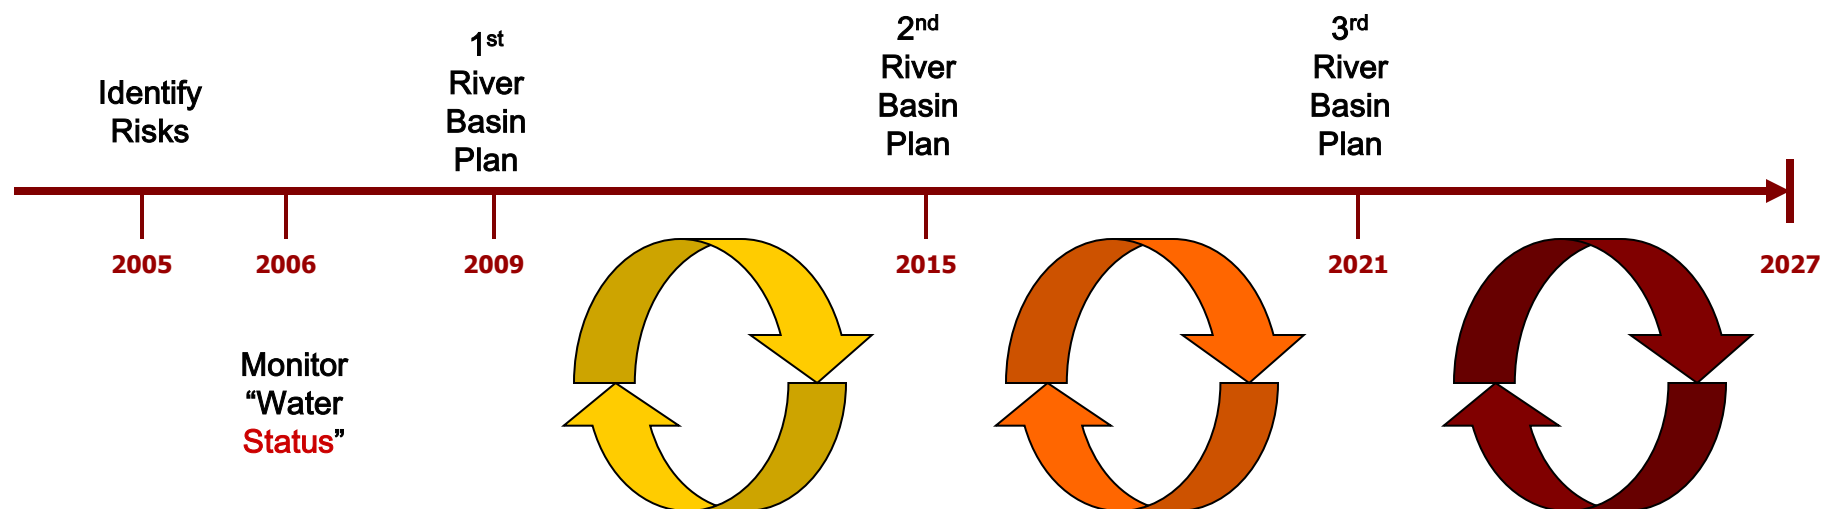 Identify
Risks
1st
River
Basin
Plan
2nd
River
Basin
Plan
3rd
River
Basin
Plan
2005
2006
2009
2015
2021
2027
Monitor
“Water
Status”